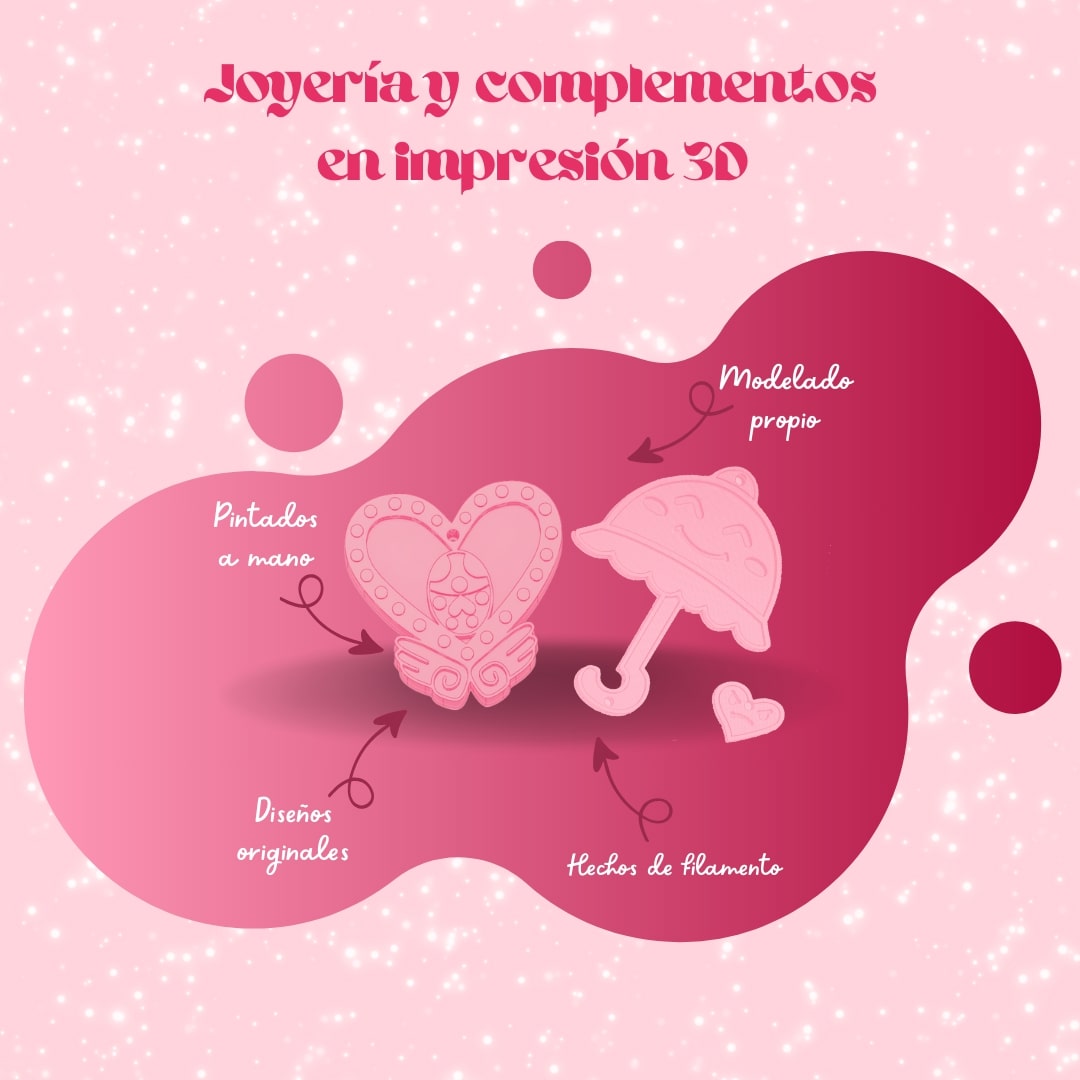 Joyería y complementos
en impresión 3D
Modelado
propio
Pintados
a mano
Diseños
originales
Hechos de filamento